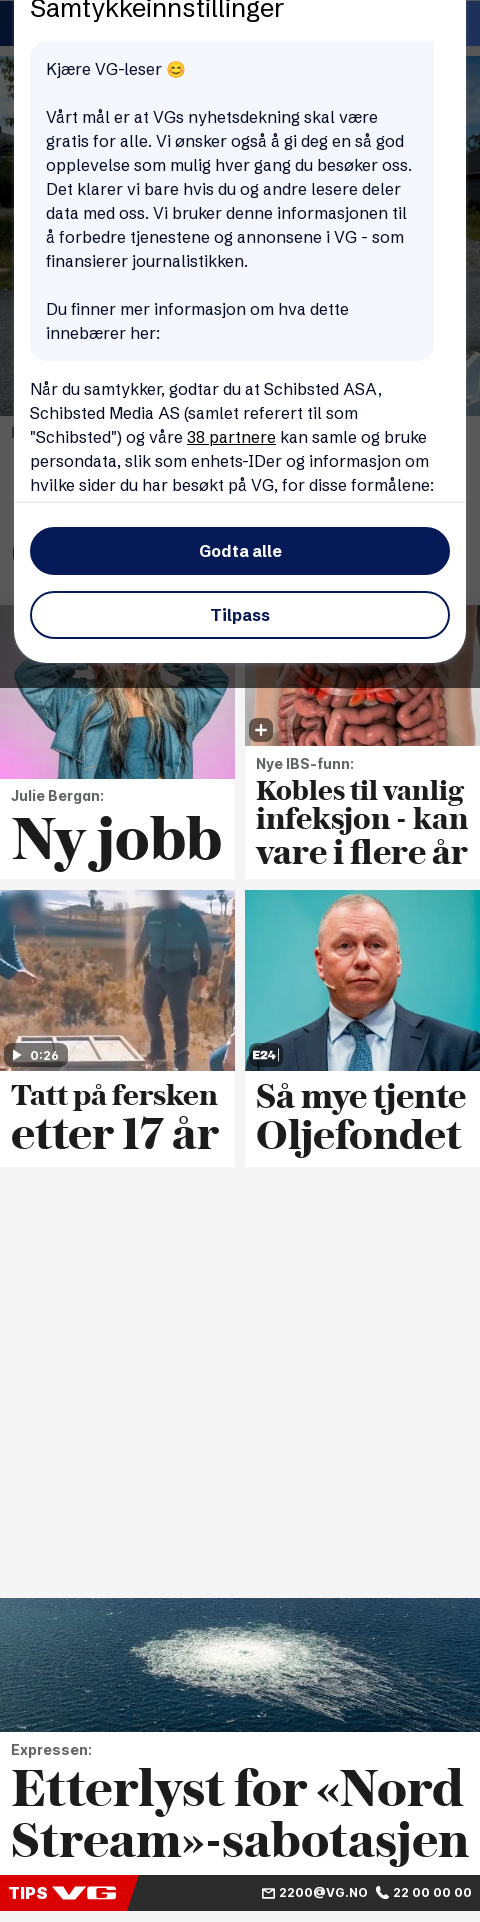 Samtykkeinnstillinger
Kjære VG-leser 😊
Vårt mål er at VGs nyhetsdekning skal være
gratis for alle. Vi ønsker også å gi deg en så god
opplevelse som mulig hver gang du besøker oss.
Det klarer vi bare hvis du og andre lesere deler
data med oss. Vi bruker denne informasjonen til
å forbedre tjenestene og annonsene i VG - som
finansierer journalistikken.
Du finner mer informasjon om hva dette
innebærer her:
Når du samtykker, godtar du at Schibsted ASA,
Schibsted Media AS (samlet referert til som
"Schibsted") og våre 38 partnere kan samle og bruke
persondata, slik som enhets-IDer og informasjon om
hvilke sider du har besøkt på VG, for disse formålene:
Godta alle
Tilpass
Julie Bergan:
Ny jobb
Nye IBS-funn:
Kobles til vanlig
infeksjon - kan
vare i flere år
0:26
Tatt på fersken
etter 17 år
E24
Så mye tjente
Oljefondet
Expressen:
Etterlyst for «Nord
Stream»-sabotasjen
TIPS VG
2200@VG.NO 22 00 00 00